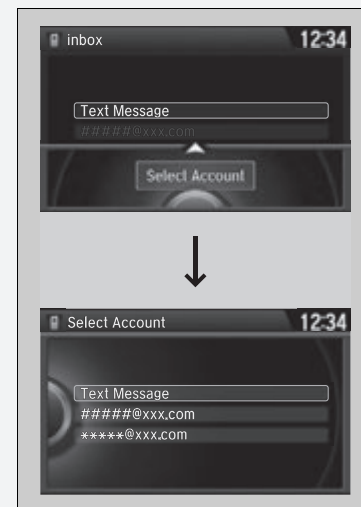 inbox
12:34
Text Message
#####@xxx.com
Select Account
Select Account
12:34
Text Message
#####@xxx.com
*****@xxx.com